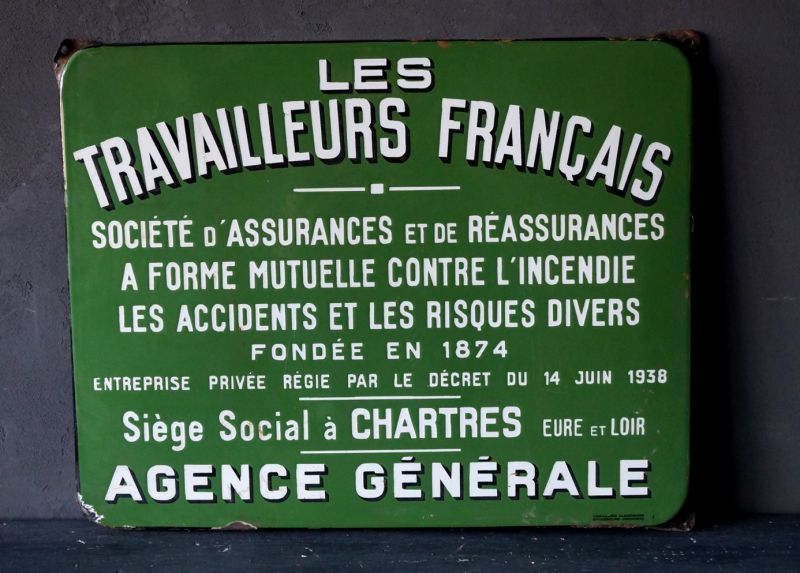 LES
TRAVAILLEURS FRANÇAIS
SOCIÉTÉ D'ASSURANCES ET DE RÉASSURANCES
A FORME MUTUELLE CONTRE L'INCENDIE
LES ACCIDENTS ET LES RISQUES DIVERS
FONDÉE EN 1874
ENTREPRISE PRIVÉE RÉGIE PAR LE DÉCRET DU 14 JUIN 1938
Siège Social à CHARTRES EURE ET LOIR
AGENCE GÉNÉRALE